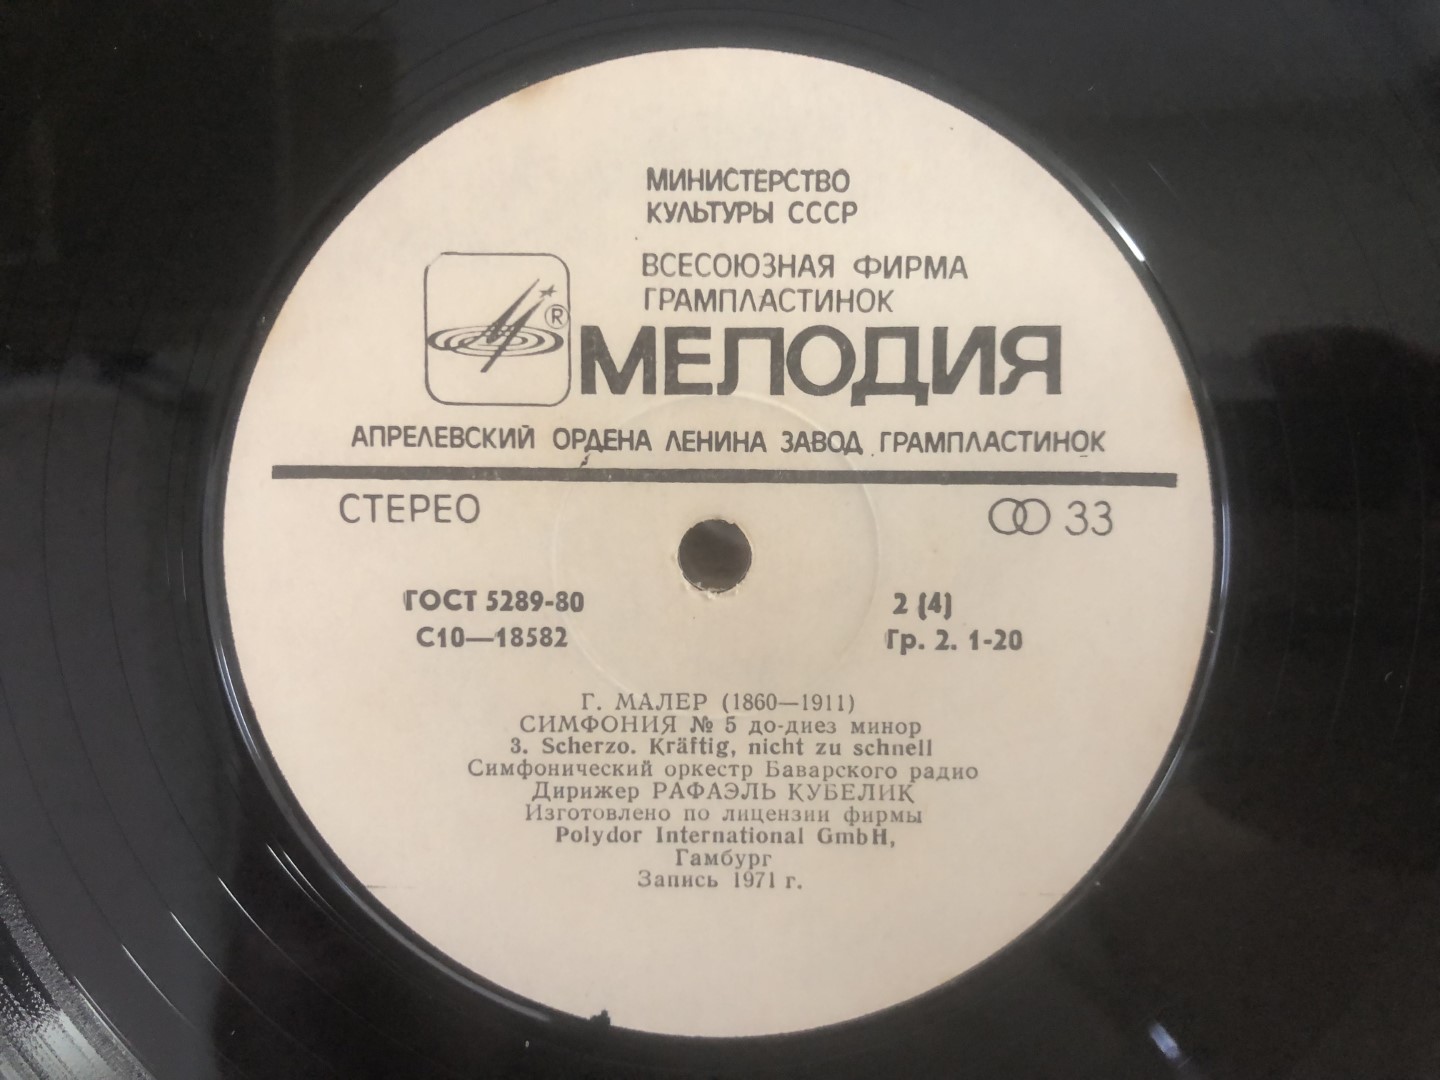 МИНИСТЕРСТВО
КУЛЬТУРЫ СССР
ВСЕСОЮЗНАЯ ФИРМА
ГРАМПЛАСТИНОК
®
МЕЛОДИЯ
АПРЕЛЕВСКИЙ ОРДЕНА ЛЕНИНА ЗАВОД ГРАМПЛАСТИНОК
СТЕРЕО 33
ГОСТ 5289-80 2 (4)
С10—18582 Гр. 2. 1-20
Г. МАЛЕР (1860—1911)
СИМФОНИЯ № 5 до-диез минор
3. Scherzo. Kräftig, nicht zu schnell
Симфонический оркестр Баварского радио
Дирижер РАФАЭЛЬ КУБЕЛИК
Изготовлено по лицензии фирмы
Polydor International GmbH,
Гамбург
Запись 1971 г.